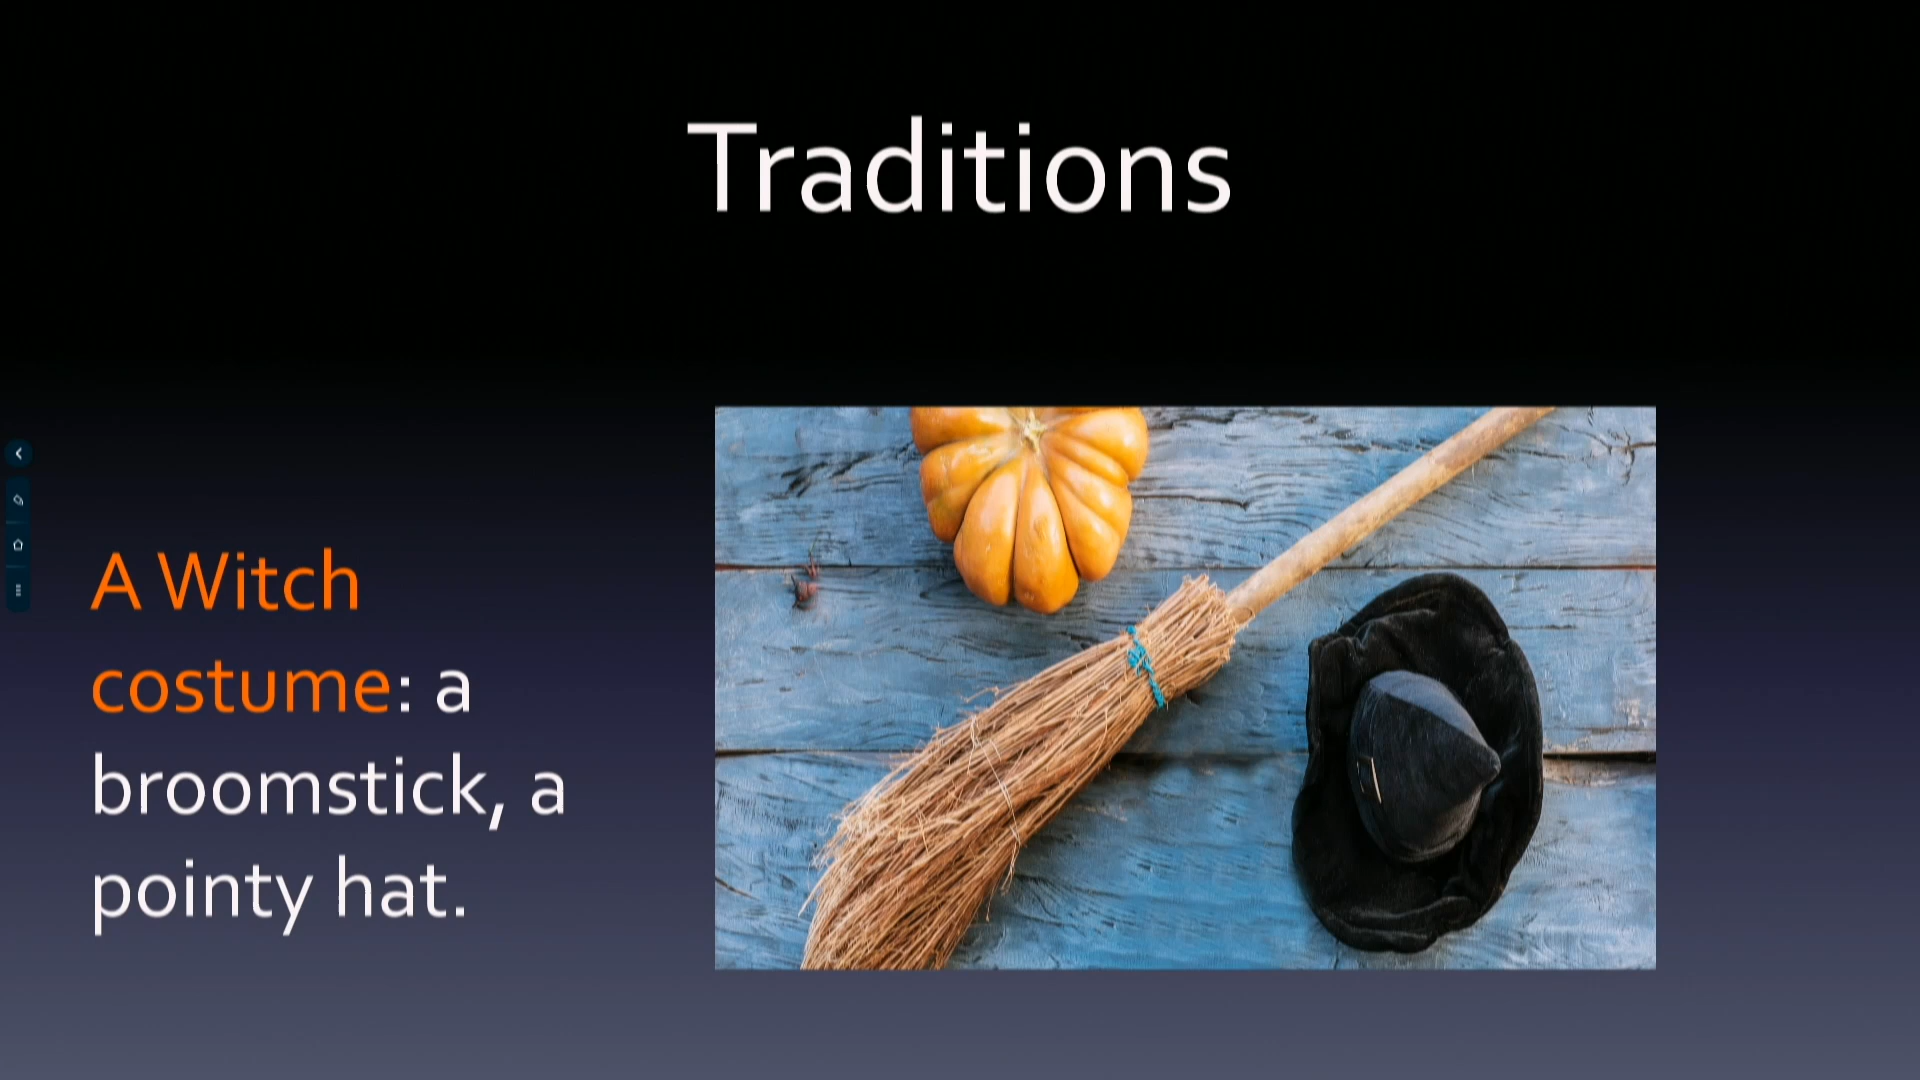 Traditions
A Witch
costume: a
broomstick, a
pointy hat.